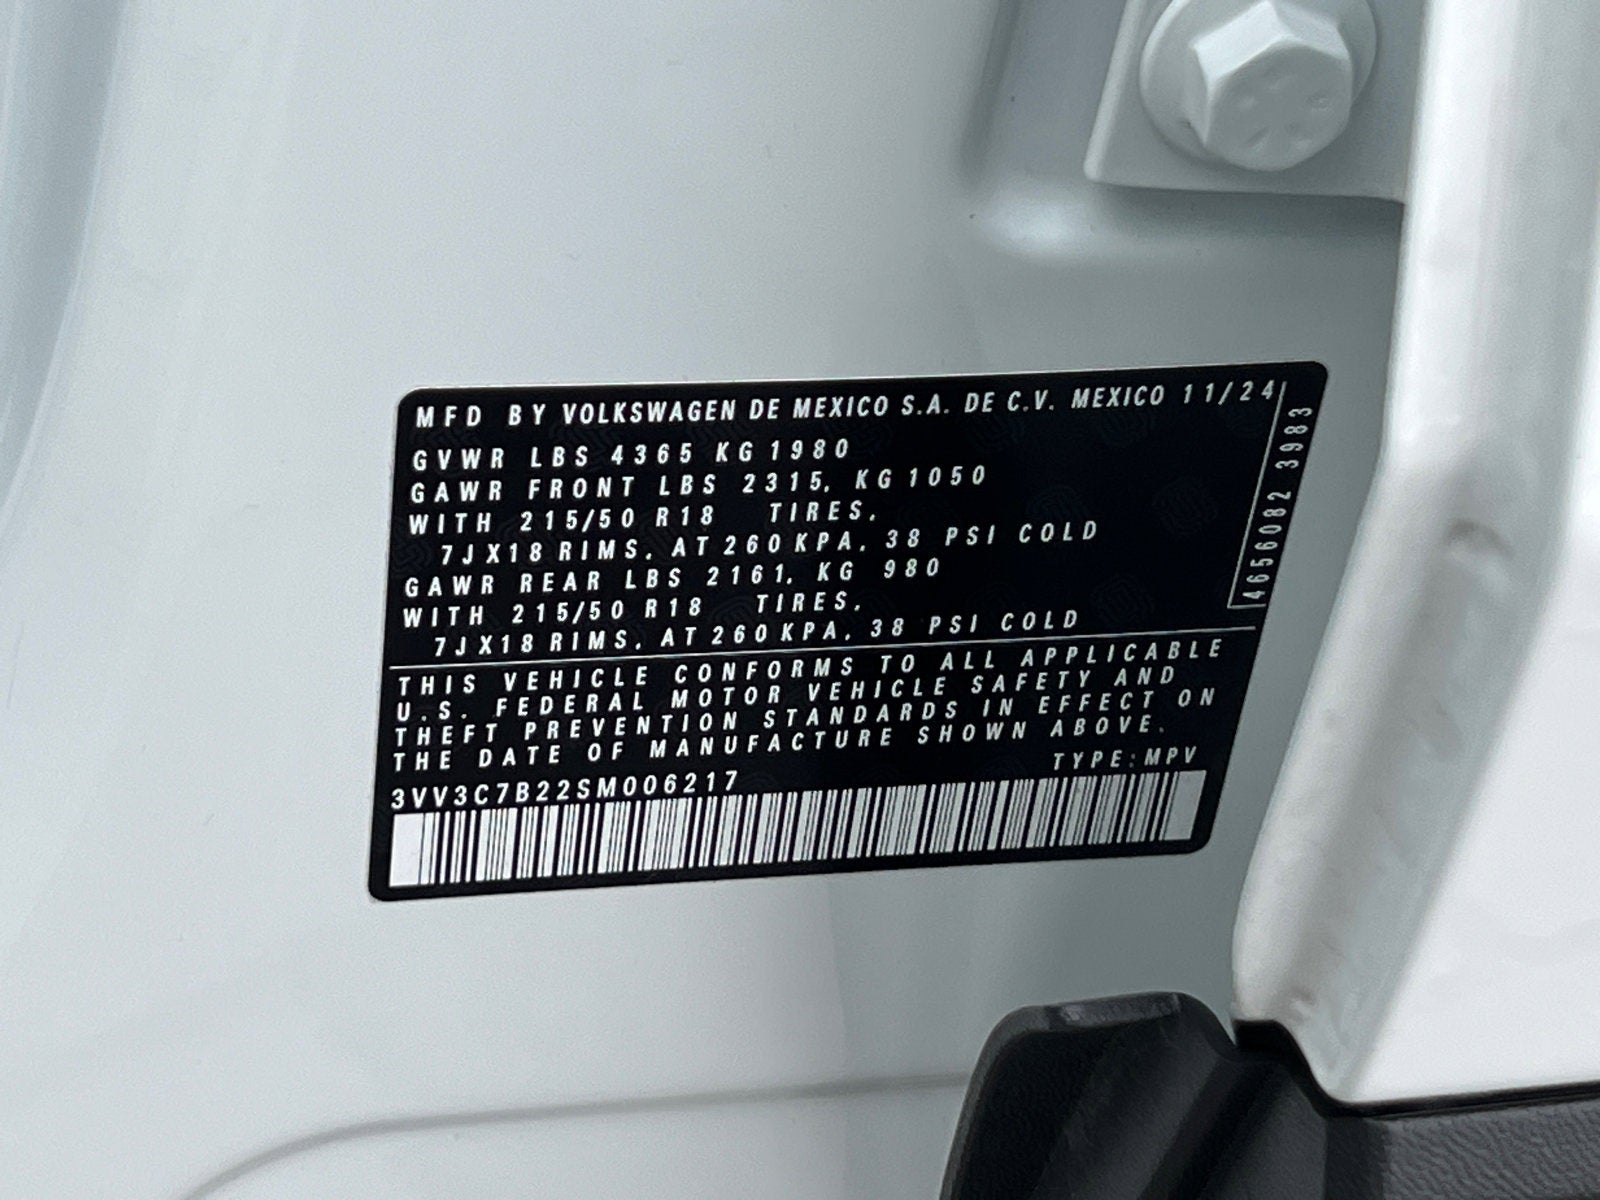 MFD BY VOLKSWAGEN DE MEXICO S.A. DE C.V. MEXICO 11/24
GVWR LBS 4365 KG 1980
GAWR FRONT LBS 2315, KG 1050
WITH 215/50 R18 TIRES,
7JX18 RIMS, AT 260 KPA, 38 PSI COLD
GAWR REAR LBS 2161, KG 980
WITH 215/50 R18 TIRES,
7JX18 RIMS, AT 260 KPA, 38 PSI COLD
4656082 3983
THIS VEHICLE CONFORMS TO ALL APPLICABLE
U.S. FEDERAL MOTOR VEHICLE SAFETY AND
THEFT PREVENTION STANDARDS IN EFFECT ON
THE DATE OF MANUFACTURE SHOWN ABOVE.
TYPE: MPV
3VV3C7B22SM006217